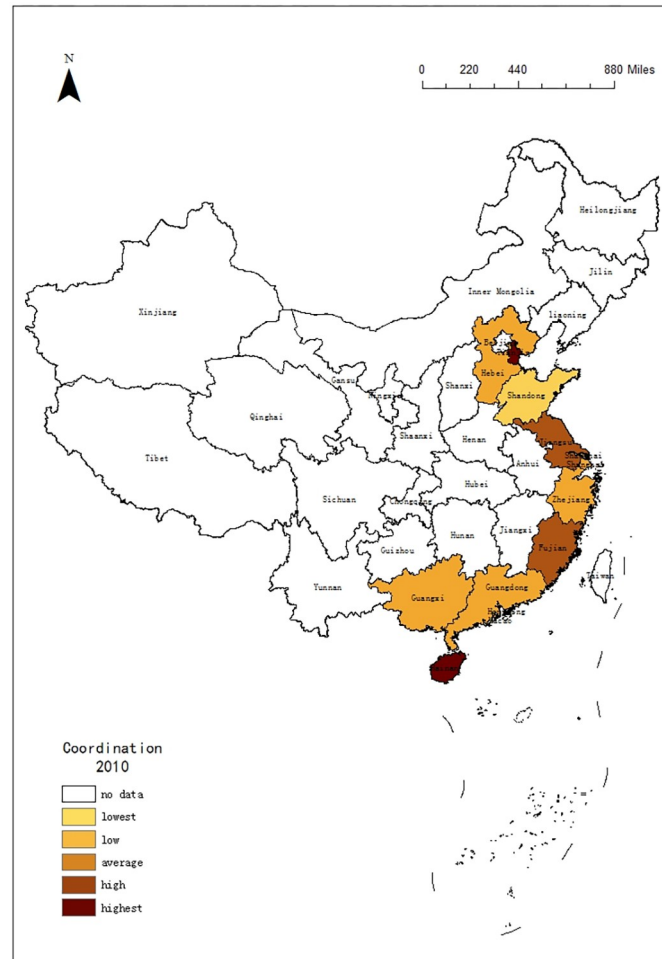 N
0 220 440 880 Miles
Heilongjiang
Jilin
Inner Mongolia
liaoning
Xinjiang
Hebei
Gansu
Shanxi
Shandong
Qinghai
Shaanxi
Henan
Jiangsu
Tibet
Anhui
Shanghai
Hubei
Sichuan
Chongqing
Zhejiang
Hunan
Jiangxi
Guizhou
Fujian
Yunnan
Guangxi
Guangdong
Coordination
2010
no data
lowest
low
average
high
highest